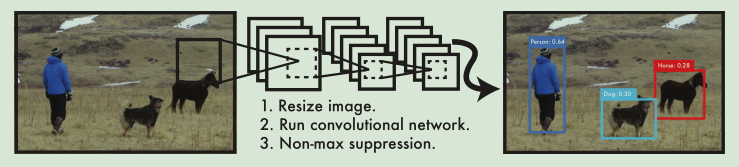 1. Resize image.
2. Run convolutional network.
3. Non-max suppression.
Person: 0.64
Horse: 0.28
Dog: 0.30